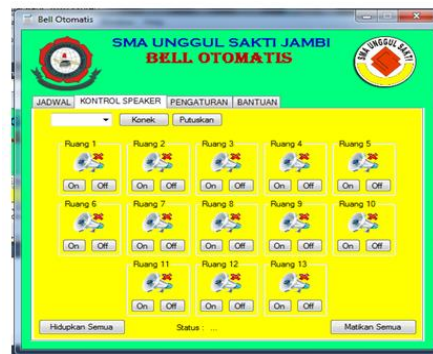 Bell Otomatis
SMA UNGGUL SAKTI JAMBI
BELL OTOMATIS
JADWAL KONTROL SPEAKER PENGATURAN BANTUAN
Konek Putuskan
Ruang 1 Ruang 2 Ruang 3 Ruang 4 Ruang 5
On Off On Off On Off On Off On Off
Ruang 6 Ruang 7 Ruang 8 Ruang 9 Ruang 10
On Off On Off On Off On Off On Off
Ruang 11 Ruang 12 Ruang 13
On Off On Off On Off
Hidupkan Semua Status : ... Matikan Semua